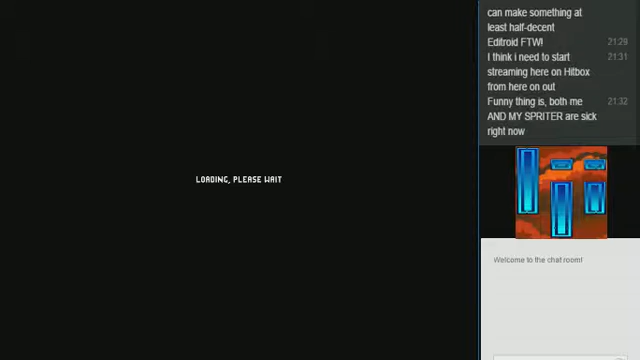 can make something at
least half-decent
Editroid FTW! 21:29
I think i need to start 21:31
streaming here on Hitbox
from here on out
Funny thing is, both me 21:32
AND MY SPRITER are sick
right now
LOADING, PLEASE WAIT
Welcome to the chat room!